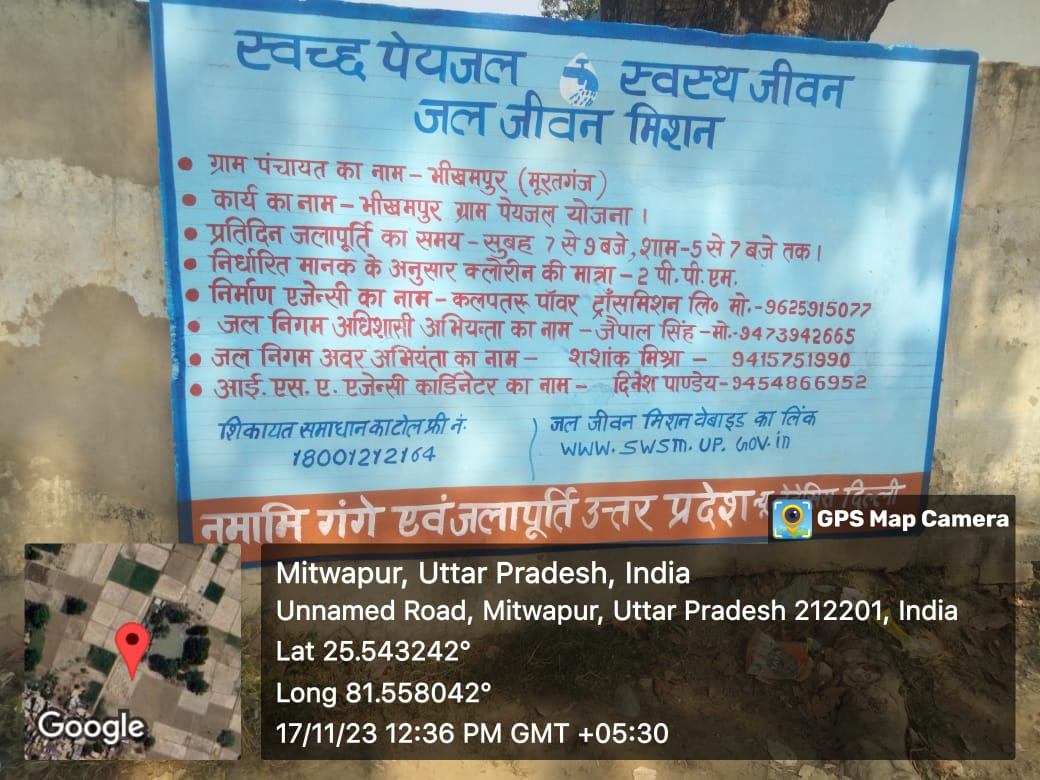 स्वच्छ पेयजल स्वस्थ जीवन
जल जीवन मिशन
• ग्राम पंचायत का नाम - भीखमपुर (मूरतगंज)
• कार्य का नाम - भीखमपुर ग्राम पेयजल योजना ।
• प्रतिदिन जलापूर्ति का समय - सुबह 7 से 9 बजे, शाम - 5 से 7 बजे तक ।
• निर्धारित मानक के अनुसार क्लोरीन की मात्रा - 2 पी. पी. एम.
• निर्माण एजेन्सी का नाम - कलपतरू पॉवर ट्राँसमिशन लि० मो.-9625915077
• जल निगम अधिशासी अभियन्ता का नाम - जैपाल सिंह - मो.-9473942665
• जल निगम अवर अभियंता का नाम - शशांक मिश्रा - 9415751990
• आई. एस. ए. एजेन्सी कार्डिनेटर का नाम - दिनेश पाण्डेय - 9454866952
शिकायत समाधान का टोल फ्री नं.
18001212164
जल जीवन मिशन वेबाइड का लिंक
WWW.SWSM.UP.GOV.in
नमामि गंगे एवं जलापूर्ति उत्तर प्रदेश
दिल्ली
GPS Map Camera
Mitwapur, Uttar Pradesh, India
Unnamed Road, Mitwapur, Uttar Pradesh 212201, India
Lat 25.543242°
Long 81.558042°
17/11/23 12:36 PM GMT +05:30
Google